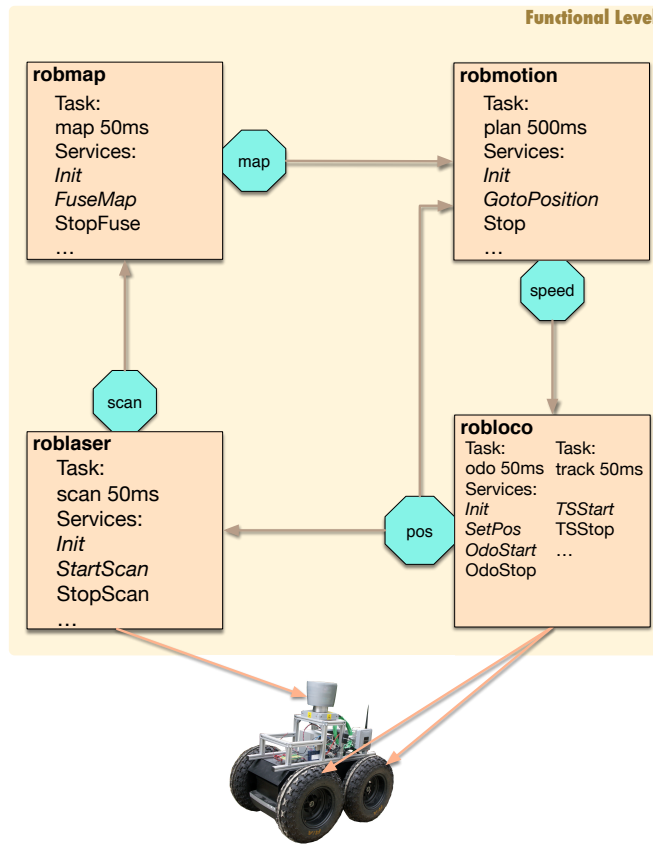 Functional Leve
robmap
Task:
map 50ms
Services:
Init
FuseMap
StopFuse
…
map
robmotion
Task:
plan 500ms
Services:
Init
GotoPosition
Stop
…
speed
scan
roblaser
Task:
scan 50ms
Services:
Init
StartScan
StopScan
…
pos
robloco
Task:
odo 50ms
Services:
Init
SetPos
OdoStart
OdoStop
Task:
track 50ms
TSStart
TSStop
…